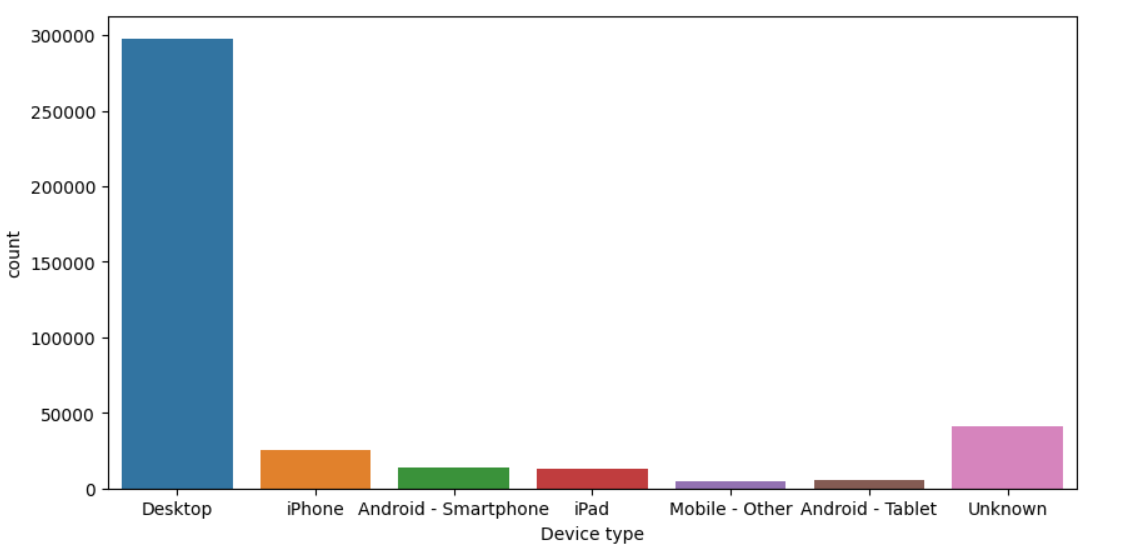 300000
250000
200000
150000
100000
50000
0
count
Desktop iPhone Android - Smartphone iPad Mobile - Other Android - Tablet Unknown
Device type